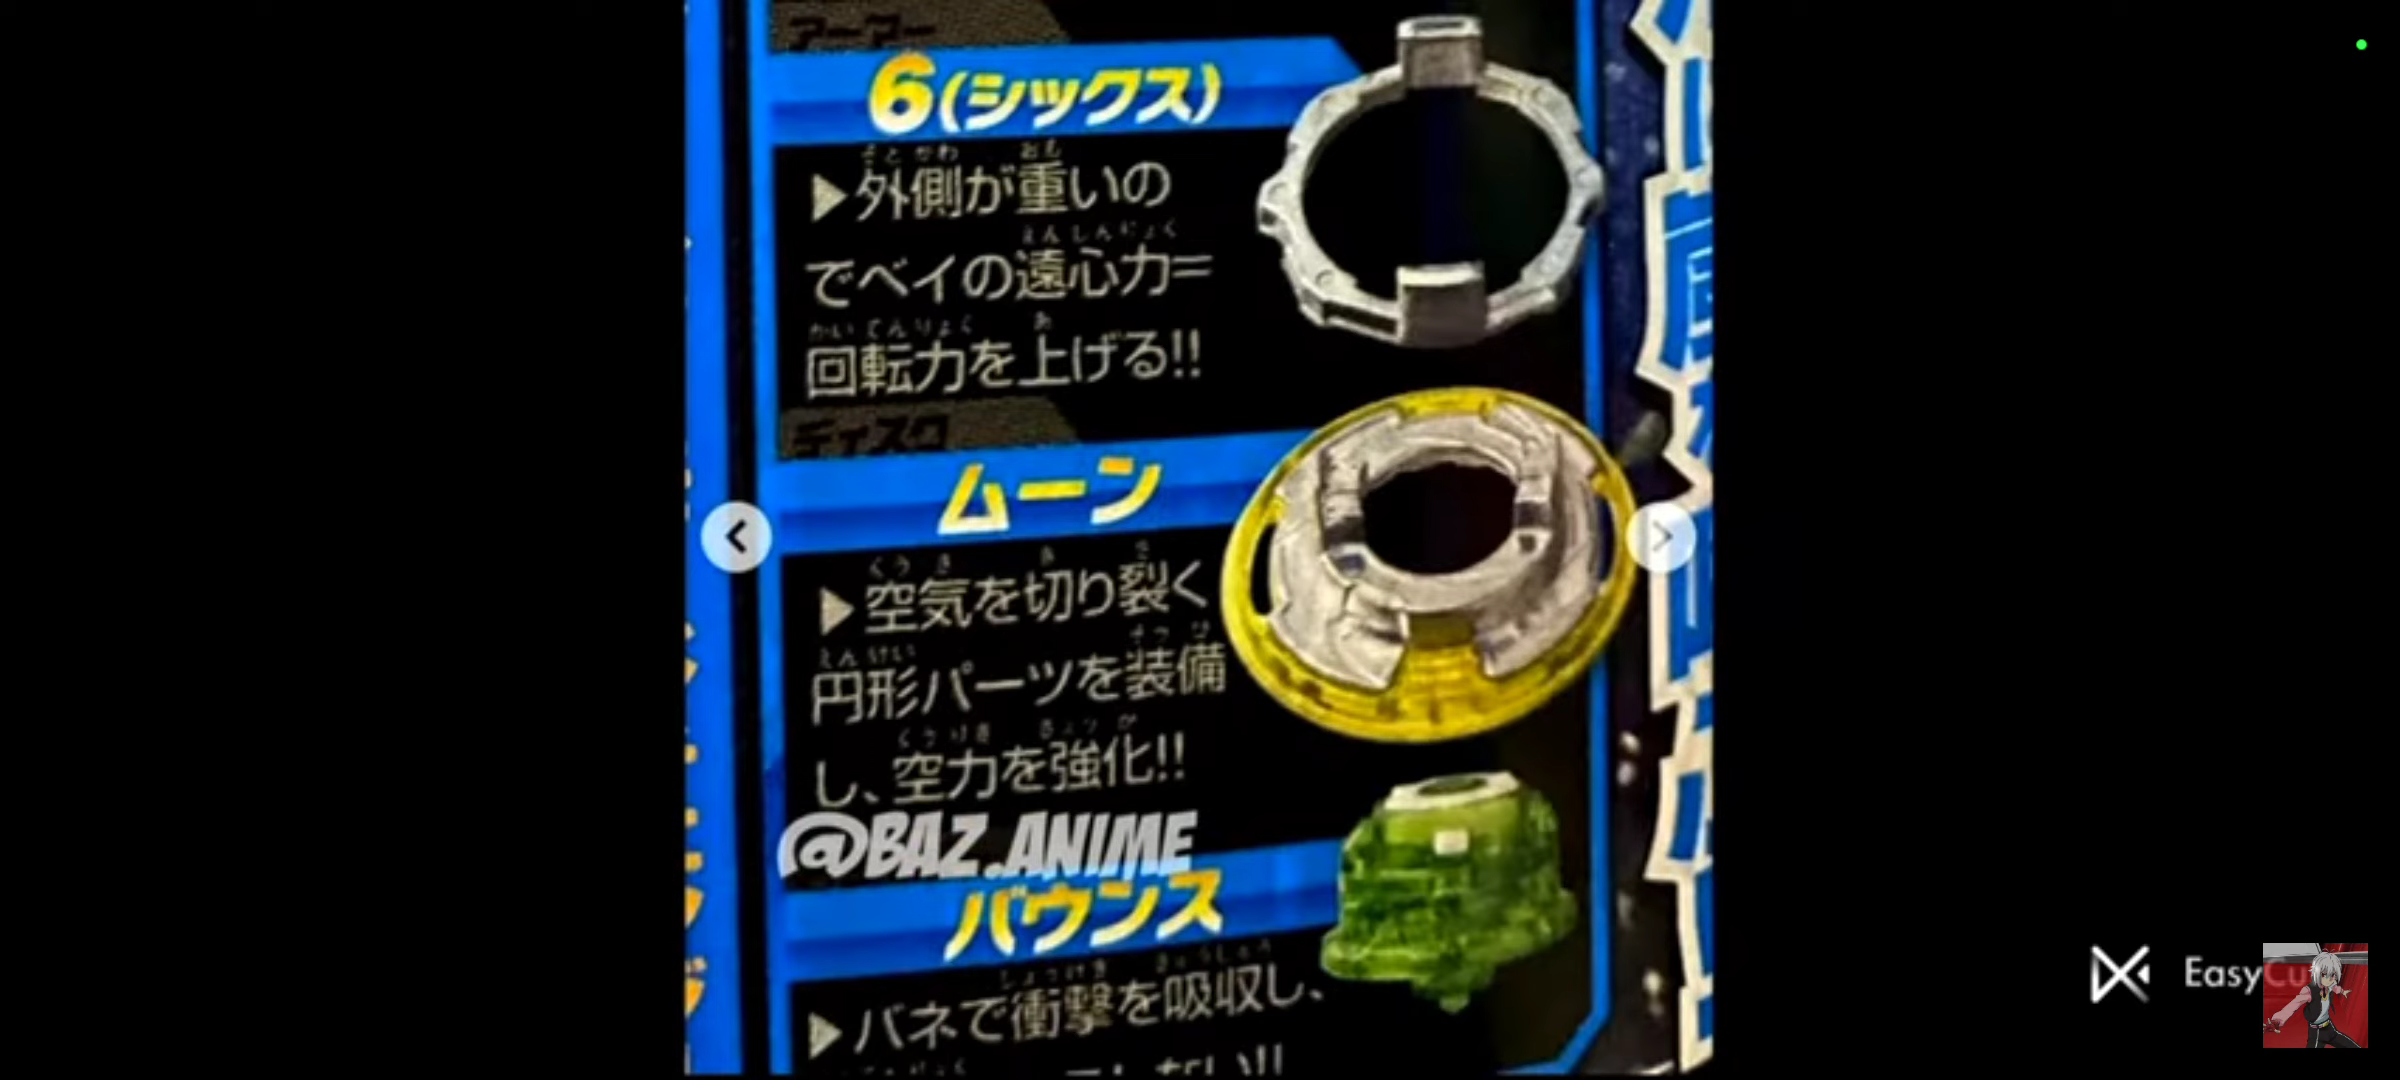 アーマー
6(シックス)
▶外側が重いの
でベイの遠心力=
回転力を上げる!!
ディスク
ムーン
▶空気を切り裂く
円形パーツを装備
し、空力を強化!!
@BAZ.ANIME
バウンス
▶バネで衝撃を吸収し、
EasyCu